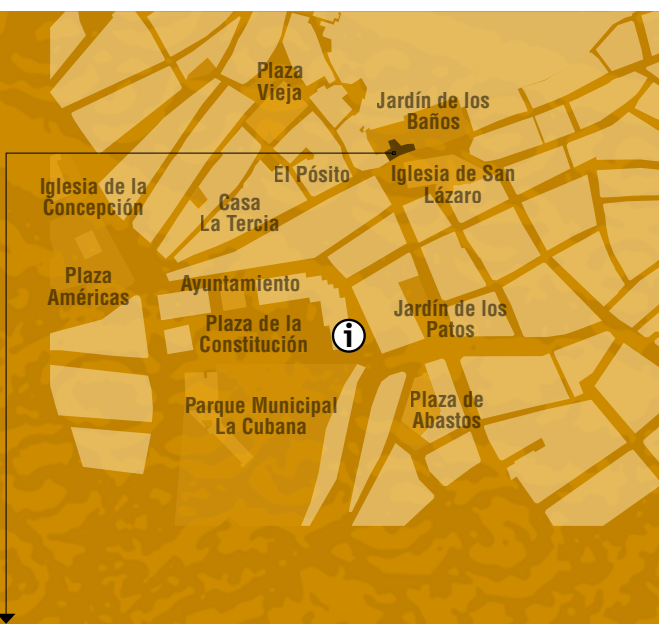 Plaza
Vieja
Jardín de los
Baños
El Pósito
Iglesia de San
Lázaro
Iglesia de la
Concepción
Casa
La Tercia
Plaza
Américas
Ayuntamiento
Plaza de la
Constitución
i
Jardín de los
Patos
Parque Municipal
La Cubana
Plaza de
Abastos